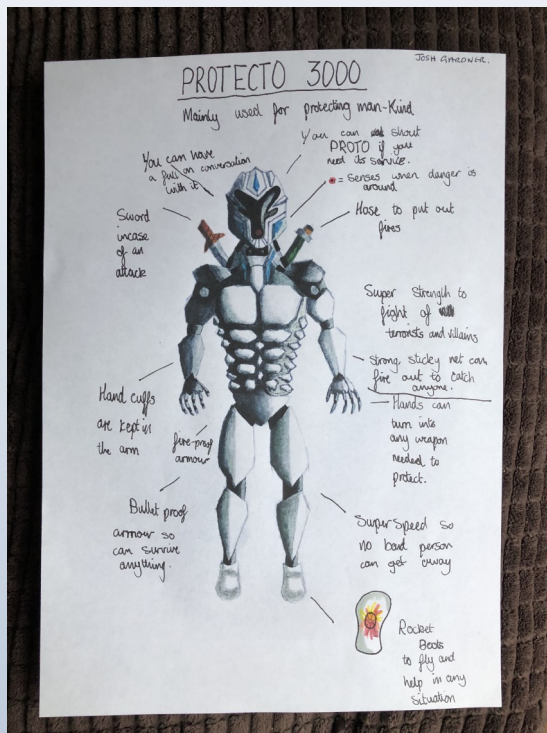 JOSH GARDNER.
PROTECTO 3000
Mainly used for protecting man-Kind
You can shout
PROTO if you
need its service.
You can have
a full on conversation
with it
= Senses when danger is
around
Sword
incase
of an
attack
Hose to put out
fires
Super Strength to
fight of
terrorists and villains
Strong sticky net can
fire out to catch
anyone.
Hand cuffs
are kept in
the arm
fire-proof
armour
Hands can
turn into
any weapon
needed to
protect.
Bullet proof
armour so
can survive
anything.
Super Speed so
no bad person
can get away
Rocket
Boots
to fly and
help in any
situation